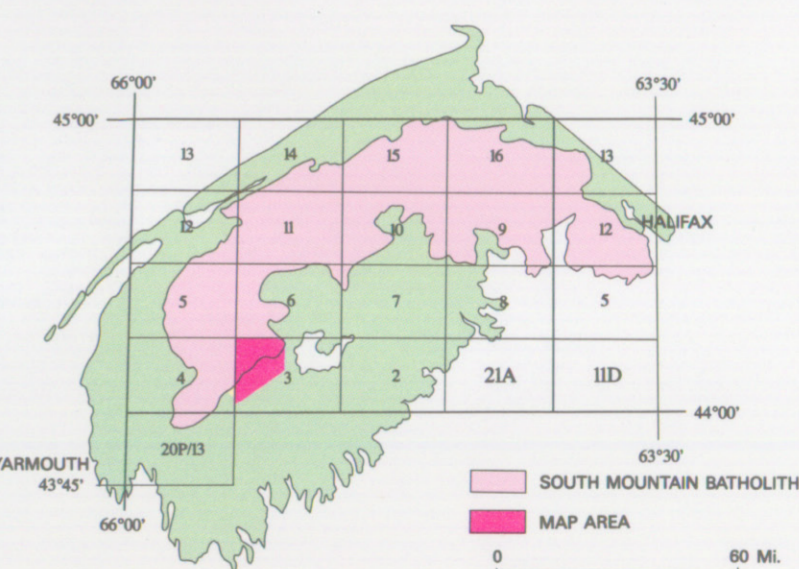 66°00' 63°30'
45°00' 45°00'
13 14 15 16 13
12 11 10 9 12 HALIFAX
5 6 7 8 5
4 3 2 21A 11D
44°00'
20P/13
63°30'
YARMOUTH
43°45'
SOUTH MOUNTAIN BATHOLITH
66°00'
MAP AREA
0 60 Mi.